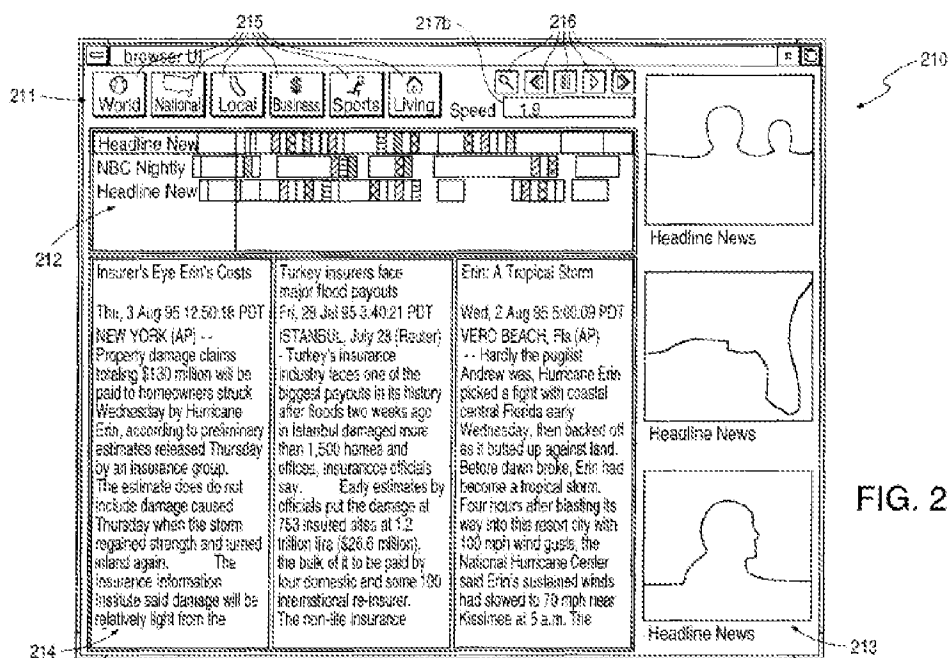 215 217b 216
210
browser UI
211
World National Local Business Sports Living
Speed 1.8
Headline New
NBC Nightly
Headline New
212
Headline News
Headline News
Headline News
Insurer's Eye Erin's Costs
Thu, 3 Aug 95 12:50:18 PDT
NEW YORK (AP) --
Property damage claims
totaling $130 million will be
paid to homeowners struck
Wednesday by Hurricane
Erin, according to preliminary
estimates released Thursday
by an insurance group.
The estimate does do not
include damage caused
Thursday when the storm
regained strength and turned
inland again. The
Insurance Information
Institute said damage will be
relatively light from the
Turkey insurers face
major flood payouts
Fri, 28 Jul 95 3:40:21 PDT
ISTANBUL, July 28 (Reuter)
- Turkey's insurance
industry faces one of the
biggest payouts in its history
after floods two weeks ago
in Istanbul damaged more
than 1,500 homes and
offices, insurance officials
say. Early estimates by
officials put the damage at
753 insured sites at 1.2
trillion lira ($26.6 million),
the bulk of it to be paid by
four domestic and some 100
international re-insurer.
The non-life insurance
Erin: A Tropical Storm
Wed, 2 Aug 95 5:00:09 PDT
VERO BEACH, Fla (AP)
-- Hardly the pugilist
Andrew was, Hurricane Erin
picked a fight with coastal
central Florida early
Wednesday, then backed off
as it butted up against land.
Before dawn broke, Erin had
become a tropical storm.
Four hours after blasting its
way into this resort city with
100 mph wind gusts, the
National Hurricane Center
said Erin's sustained winds
had slowed to 70 mph near
Kissimee at 5 a.m. The
FIG. 2
214
213